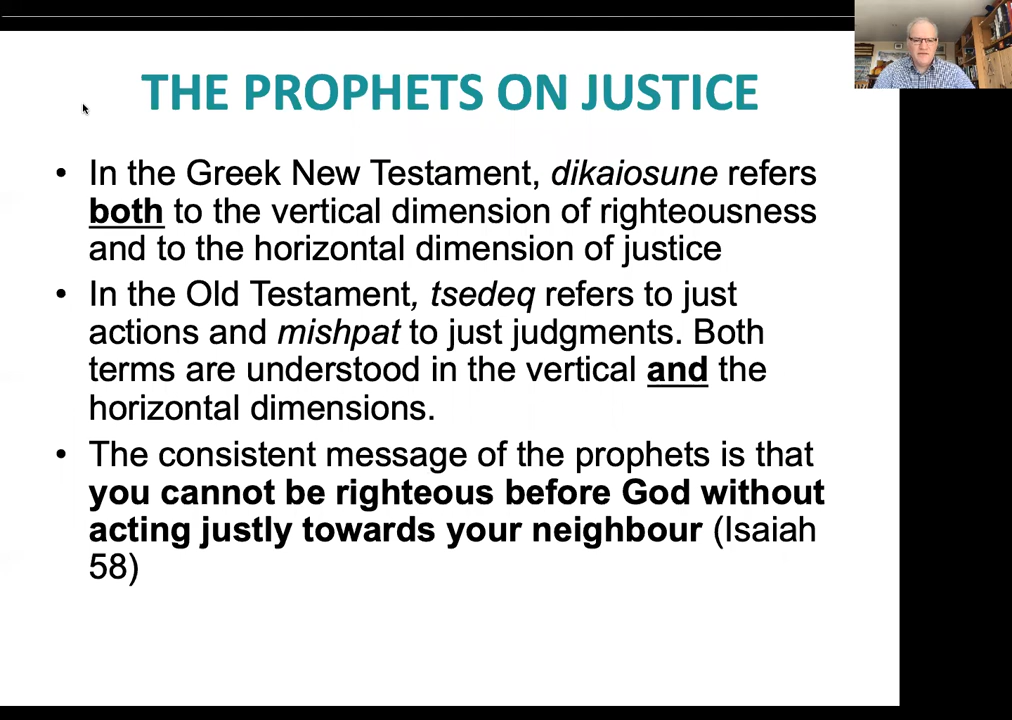 THE PROPHETS ON JUSTICE
• In the Greek New Testament, dikaiosune refers
both to the vertical dimension of righteousness
and to the horizontal dimension of justice
• In the Old Testament, tsedeq refers to just
actions and mishpat to just judgments. Both
terms are understood in the vertical and the
horizontal dimensions.
• The consistent message of the prophets is that
you cannot be righteous before God without
acting justly towards your neighbour (Isaiah
58)